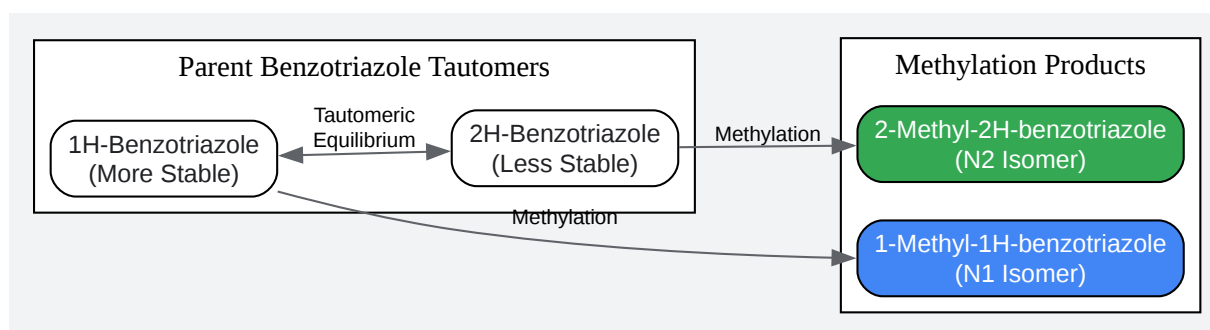 Parent Benzotriazole Tautomers
1H-Benzotriazole
(More Stable)
Tautomeric
Equilibrium
2H-Benzotriazole
(Less Stable)
Methylation
Methylation
Methylation Products
2-Methyl-2H-benzotriazole
(N2 Isomer)
1-Methyl-1H-benzotriazole
(N1 Isomer)